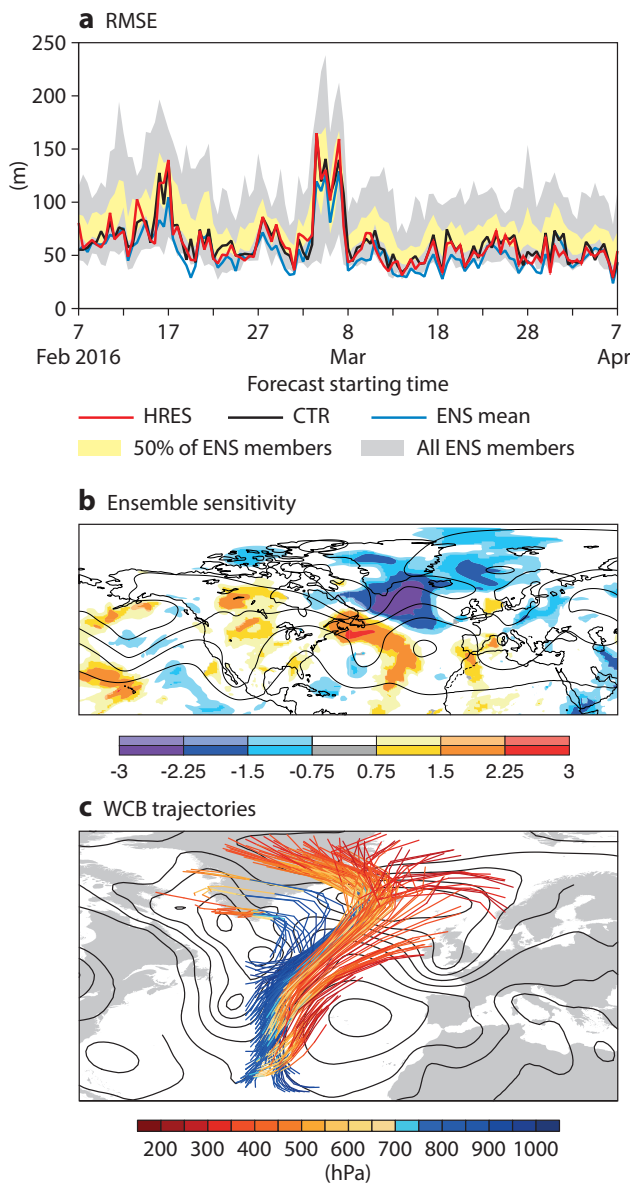 a RMSE
250
200
150
100
50
0
(m)
7 17 27 8 18 28 7
Feb 2016 Mar Apr
Forecast starting time
HRES CTR ENS mean
50% of ENS members All ENS members
b Ensemble sensitivity
-3 -2.25 -1.5 -0.75 0.75 1.5 2.25 3
c WCB trajectories
200 300 400 500 600 700 800 900 1000
(hPa)